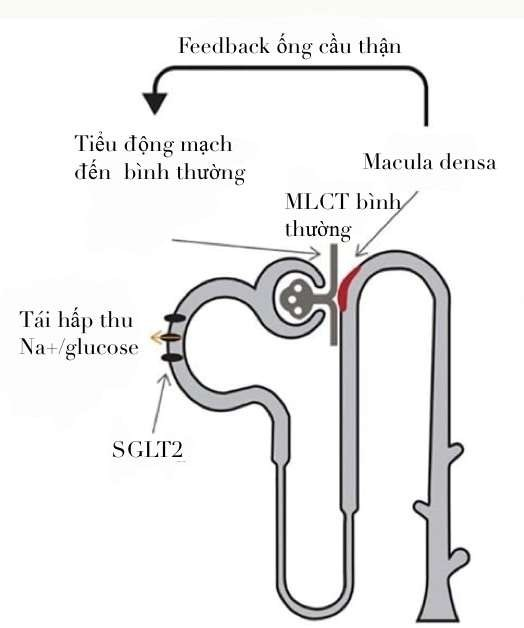 Feedback ống cầu thận
Tiểu động mạch
đến bình thường
Macula densa
MLCT bình
thường
Tái hấp thu
Na+/glucose
SGLT2